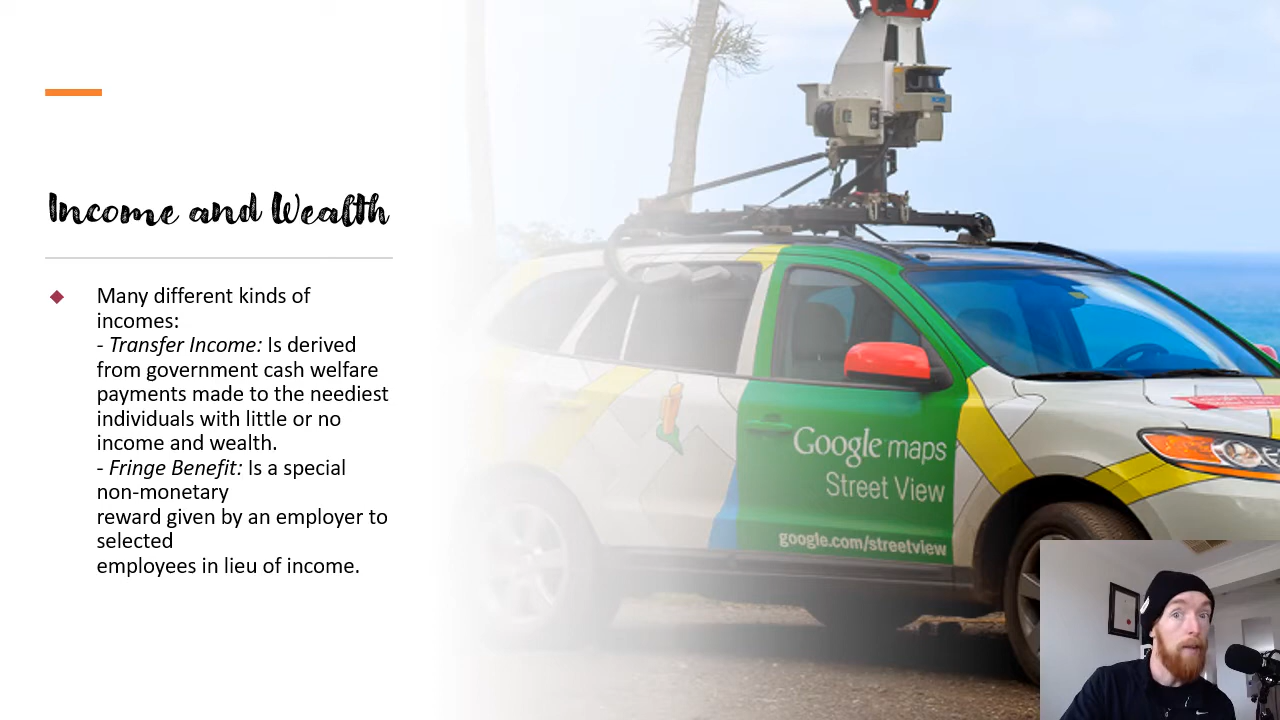 Income and Wealth
Many different kinds of
incomes:
- Transfer Income: Is derived
from government cash welfare
payments made to the neediest
individuals with little or no
income and wealth.
- Fringe Benefit: Is a special
non-monetary
reward given by an employer to
selected
employees in lieu of income.
Google maps
Street View
google.com/streetview